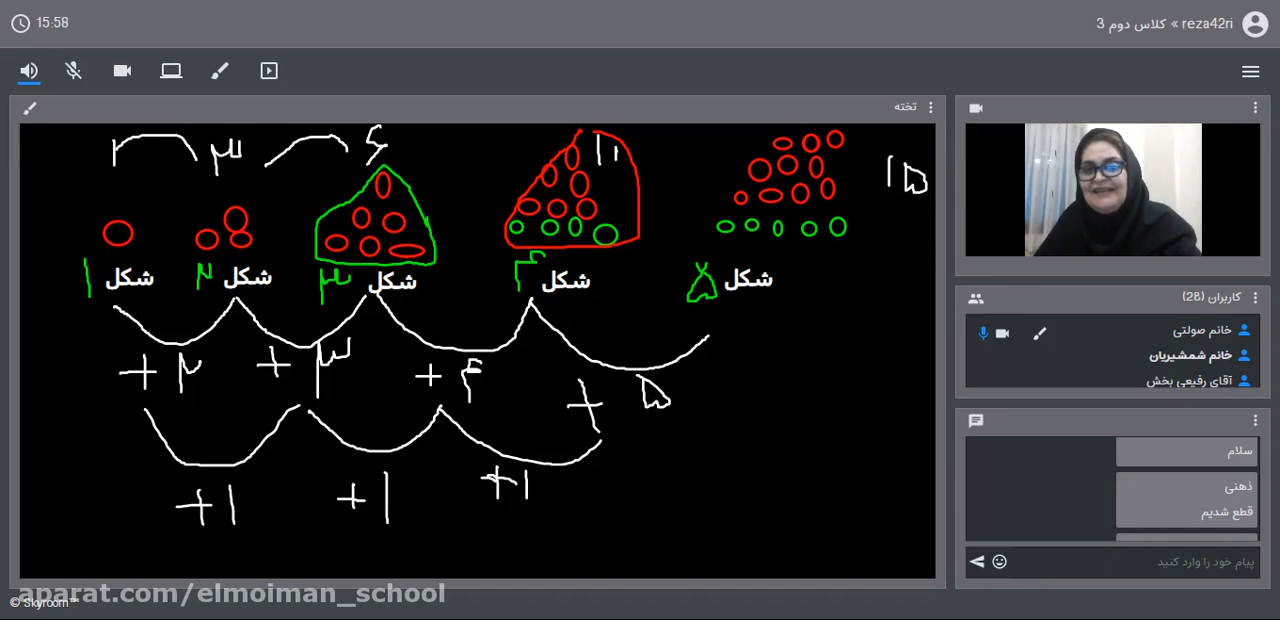 15:58
reza42ri » کلاس دوم 3
تخته
۳
۶
۱۰
۱۵
شکل ۱
شکل ۲
شکل ۳
شکل ۴
شکل ۵
+۲
+۳
+۴
+۵
+۱
+۱
+۱
کاربران (28)
خانم صولتی
خانم شمشیریان
آقای رفیعی بخش
سلام
ذهنی
قطع شدیم
پیام خود را وارد کنید
aparat.com/elmoiman_school
© Skyroom™